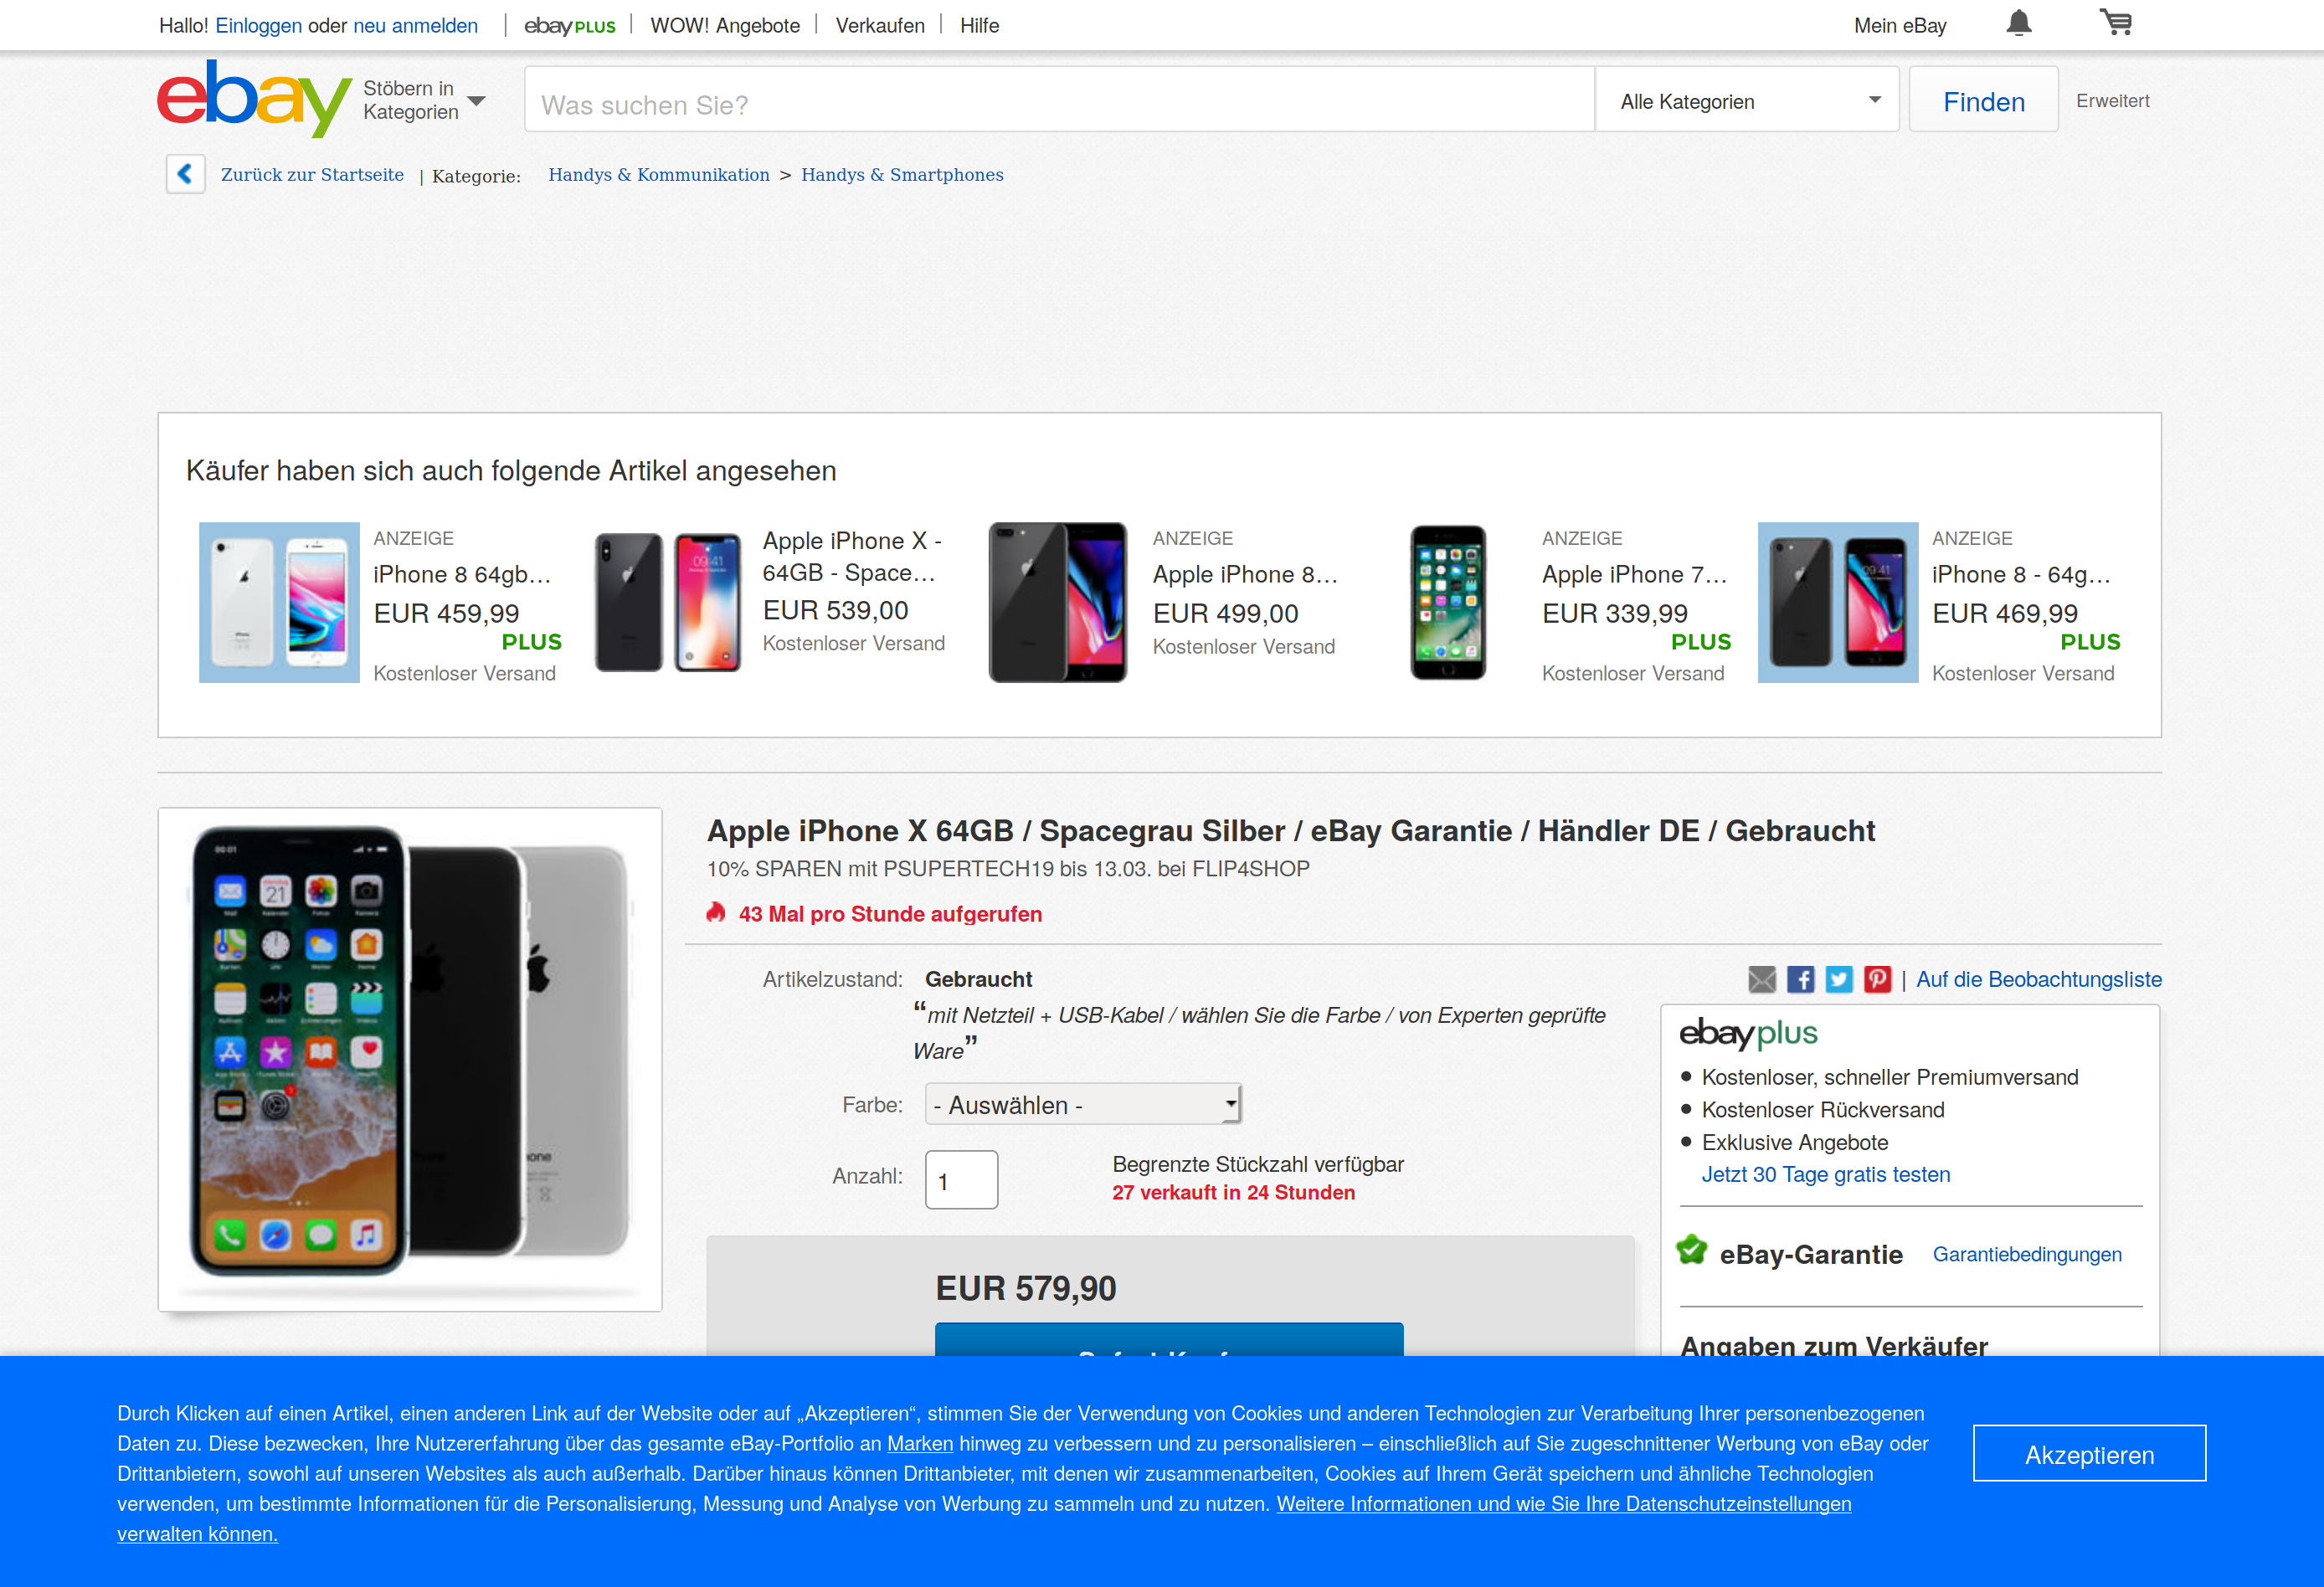 Hallo! Einloggen oder neu anmelden | ebay PLUS | WOW! Angebote | Verkaufen | Hilfe
Mein eBay
ebay
Stöbern in
Kategorien
Was suchen Sie?
Alle Kategorien
Finden
Erweitert
Zurück zur Startseite | Kategorie: Handys & Kommunikation > Handys & Smartphones
Käufer haben sich auch folgende Artikel angesehen
ANZEIGE
iPhone 8 64gb...
EUR 459,99
PLUS
Kostenloser Versand
Apple iPhone X -
64GB - Space...
EUR 539,00
Kostenloser Versand
ANZEIGE
Apple iPhone 8...
EUR 499,00
Kostenloser Versand
ANZEIGE
Apple iPhone 7...
EUR 339,99
PLUS
Kostenloser Versand
ANZEIGE
iPhone 8 - 64g...
EUR 469,99
PLUS
Kostenloser Versand
Apple iPhone X 64GB / Spacegrau Silber / eBay Garantie / Händler DE / Gebraucht
10% SPAREN mit PSUPERTECH19 bis 13.03. bei FLIP4SHOP
43 Mal pro Stunde aufgerufen
Artikelzustand: Gebraucht
“mit Netzteil + USB-Kabel / wählen Sie die Farbe / von Experten geprüfte
Ware”
Farbe: - Auswählen -
Anzahl: 1
Begrenzte Stückzahl verfügbar
27 verkauft in 24 Stunden
EUR 579,90
| Auf die Beobachtungsliste
ebayplus
Kostenloser, schneller Premiumversand
Kostenloser Rückversand
Exklusive Angebote
Jetzt 30 Tage gratis testen
eBay-Garantie Garantiebedingungen
Angaben zum Verkäufer
Durch Klicken auf einen Artikel, einen anderen Link auf der Website oder auf „Akzeptieren“, stimmen Sie der Verwendung von Cookies und anderen Technologien zur Verarbeitung Ihrer personenbezogenen
Daten zu. Diese bezwecken, Ihre Nutzererfahrung über das gesamte eBay-Portfolio an Marken hinweg zu verbessern und zu personalisieren – einschließlich auf Sie zugeschnittener Werbung von eBay oder
Drittanbietern, sowohl auf unseren Websites als auch außerhalb. Darüber hinaus können Drittanbieter, mit denen wir zusammenarbeiten, Cookies auf Ihrem Gerät speichern und ähnliche Technologien
verwenden, um bestimmte Informationen für die Personalisierung, Messung und Analyse von Werbung zu sammeln und zu nutzen. Weitere Informationen und wie Sie Ihre Datenschutzeinstellungen
verwalten können.
Akzeptieren